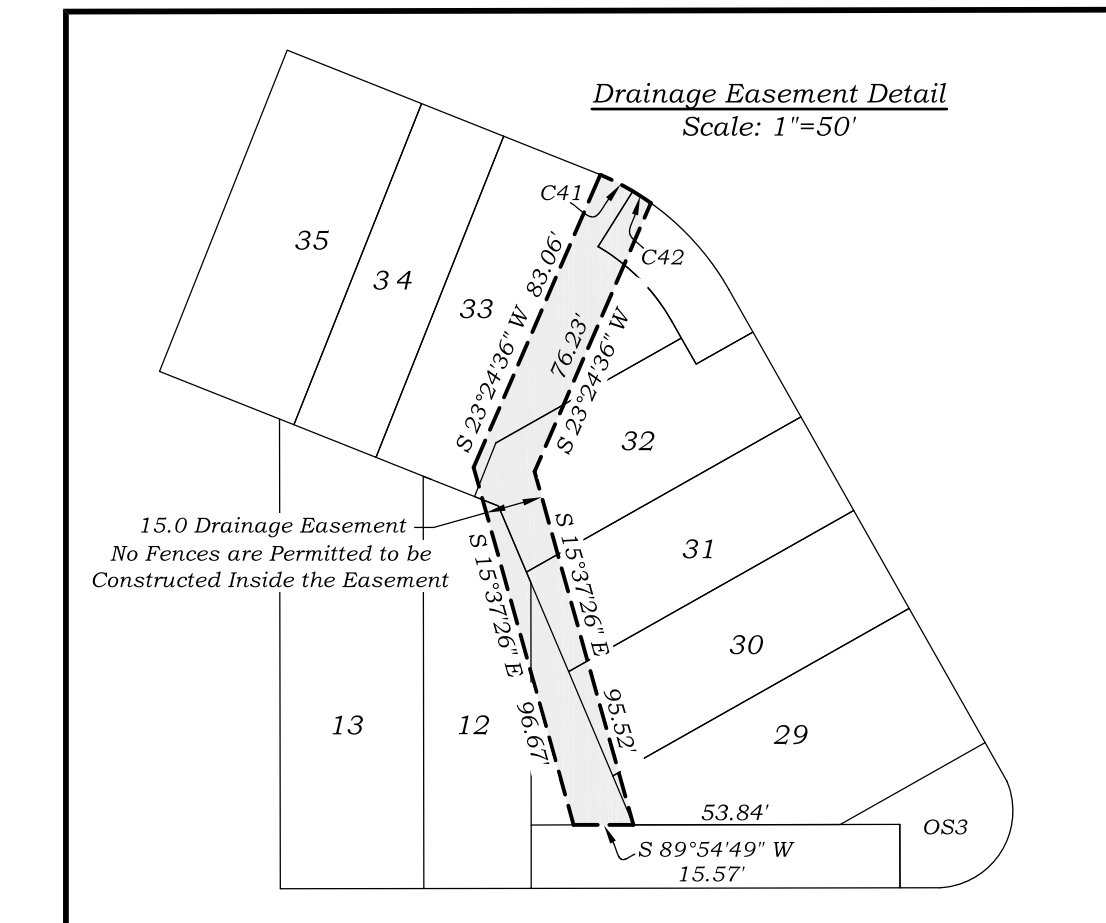 Drainage Easement Detail
Scale: 1"=50'
C41
C42
35
34
33
S 23°24'36" W 83.06'
76.23'
S 23°24'36" W
32
15.0 Drainage Easement
No Fences are Permitted to be
Constructed Inside the Easement
S 15°37'26" E
96.67'
S 15°37'26" E
95.52'
31
30
29
13
12
53.84'
OS3
S 89°54'49" W
15.57'